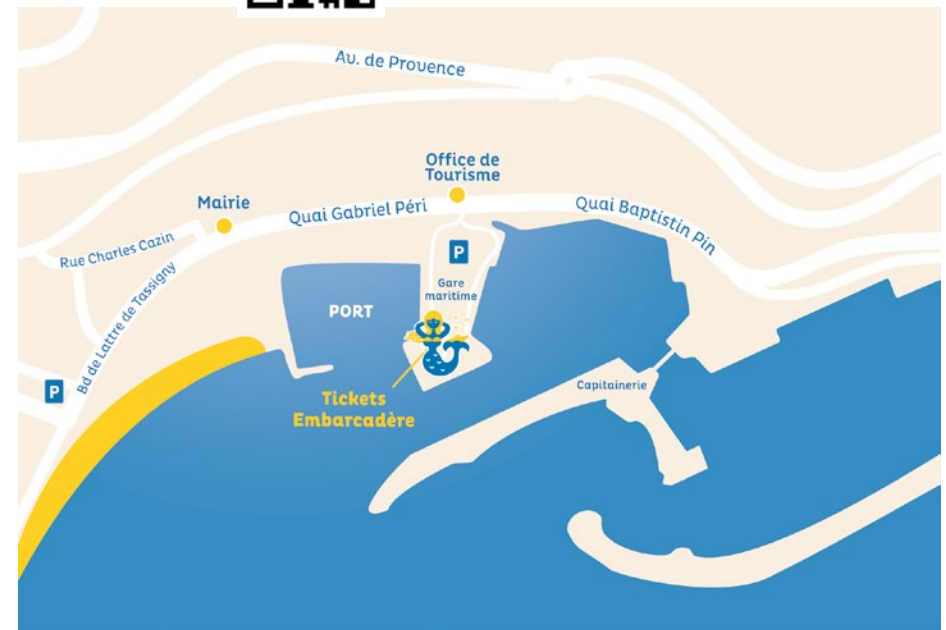 Av. de Provence
Office de
Tourisme
Mairie
Quai Gabriel Péri
Quai Baptistin Pin
Rue Charles Cazin
P
Gare
maritime
Bd de Lattre de Tassigny
PORT
P
Capitainerie
Tickets
Embarcadère